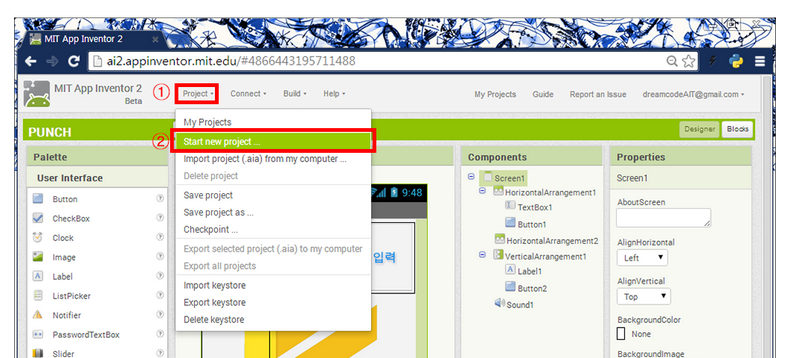 MIT App Inventor 2
ai2.appinventor.mit.edu/#4866443195711488
MIT App Inventor 2
Beta
① Project Connect Build Help My Projects Guide Report an Issue dreamcodeAIT@gmail.com
PUNCH Designer Blocks
My Projects
② Start new project ...
Import project (.aia) from my computer ...
Delete project
Save project
Save project as ...
Checkpoint ...
Export selected project (.aia) to my computer
Export all projects
Import keystore
Export keystore
Delete keystore
Palette
User Interface
Button
CheckBox
Clock
Image
Label
ListPicker
Notifier
PasswordTextBox
Slider
9:48
입력
Components
Screen1
HorizontalArrangement1
TextBox1
Button1
HorizontalArrangement2
VerticalArrangement1
Label1
Button2
Sound1
Properties
Screen1
AboutScreen
AlignHorizontal
Left
AlignVertical
Top
BackgroundColor
None
BackgroundImage